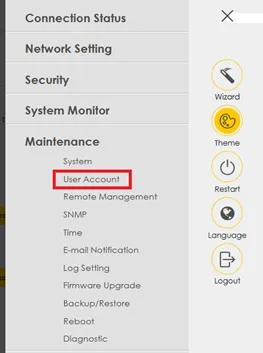 Connection Status
Network Setting
Security
System Monitor
Maintenance
System
User Account
Remote Management
SNMP
Time
E-mail Notification
Log Setting
Firmware Upgrade
Backup/Restore
Reboot
Diagnostic
Wizard
Theme
Restart
Language
Logout